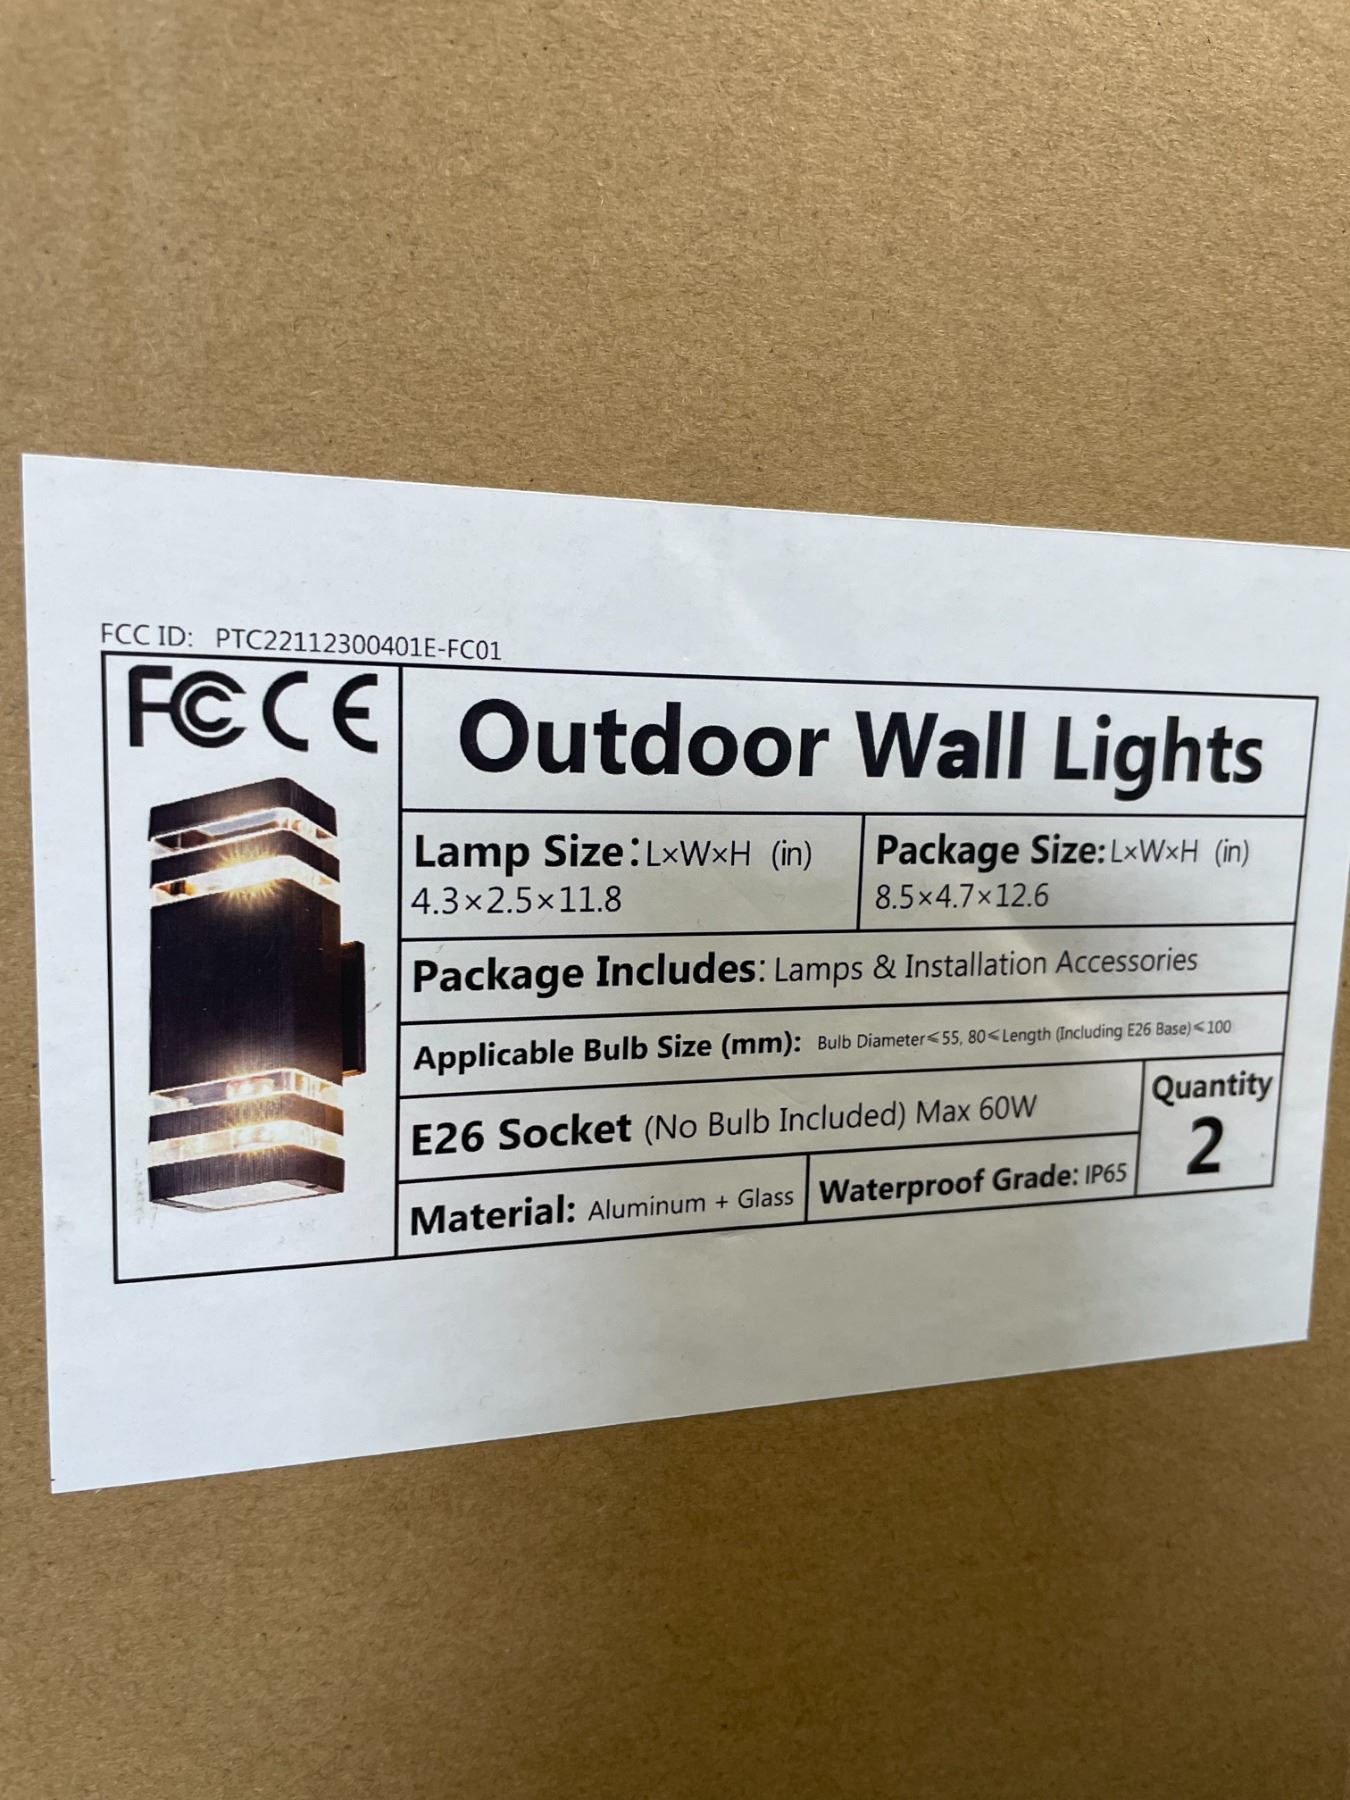 FCC ID: PTC22112300401E-FC01
FC CE
Outdoor Wall Lights
Lamp Size: L×W×H (in)
4.3×2.5×11.8
Package Size: L×W×H (in)
8.5×4.7×12.6
Package Includes: Lamps & Installation Accessories
Applicable Bulb Size (mm): Bulb Diameter≤55, 80≤Length (Including E26 Base)≤100
E26 Socket (No Bulb Included) Max 60W
Quantity
2
Material: Aluminum + Glass
Waterproof Grade: IP65